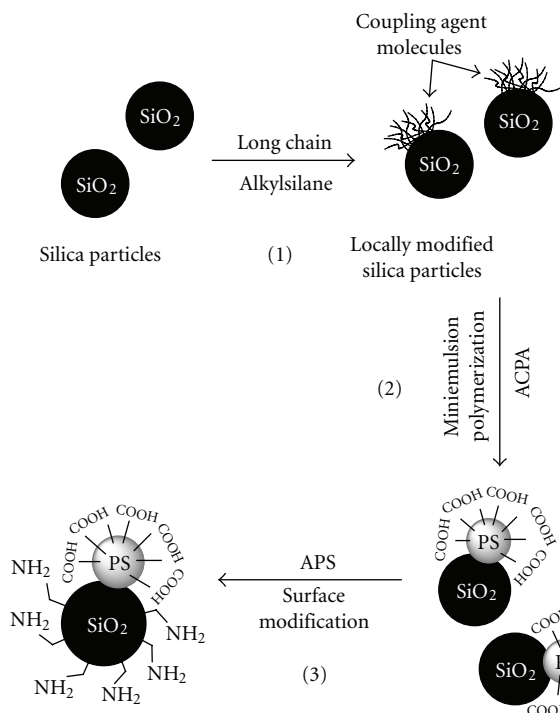 Coupling agent
molecules
SiO2
SiO2
SiO2
SiO2
Long chain
Alkylsilane
Silica particles
(1)
Locally modified
silica particles
Miniemulsion
polymerization
ACPA
(2)
COOH
COOH
COOH
COOH
COOH
COOH
PS
SiO2
NH2
NH2
NH2
NH2
NH2
NH2
APS
Surface
modification
(3)
COOH
COOH
COOH
COOH
COOH
COOH
PS
SiO2
SiO2